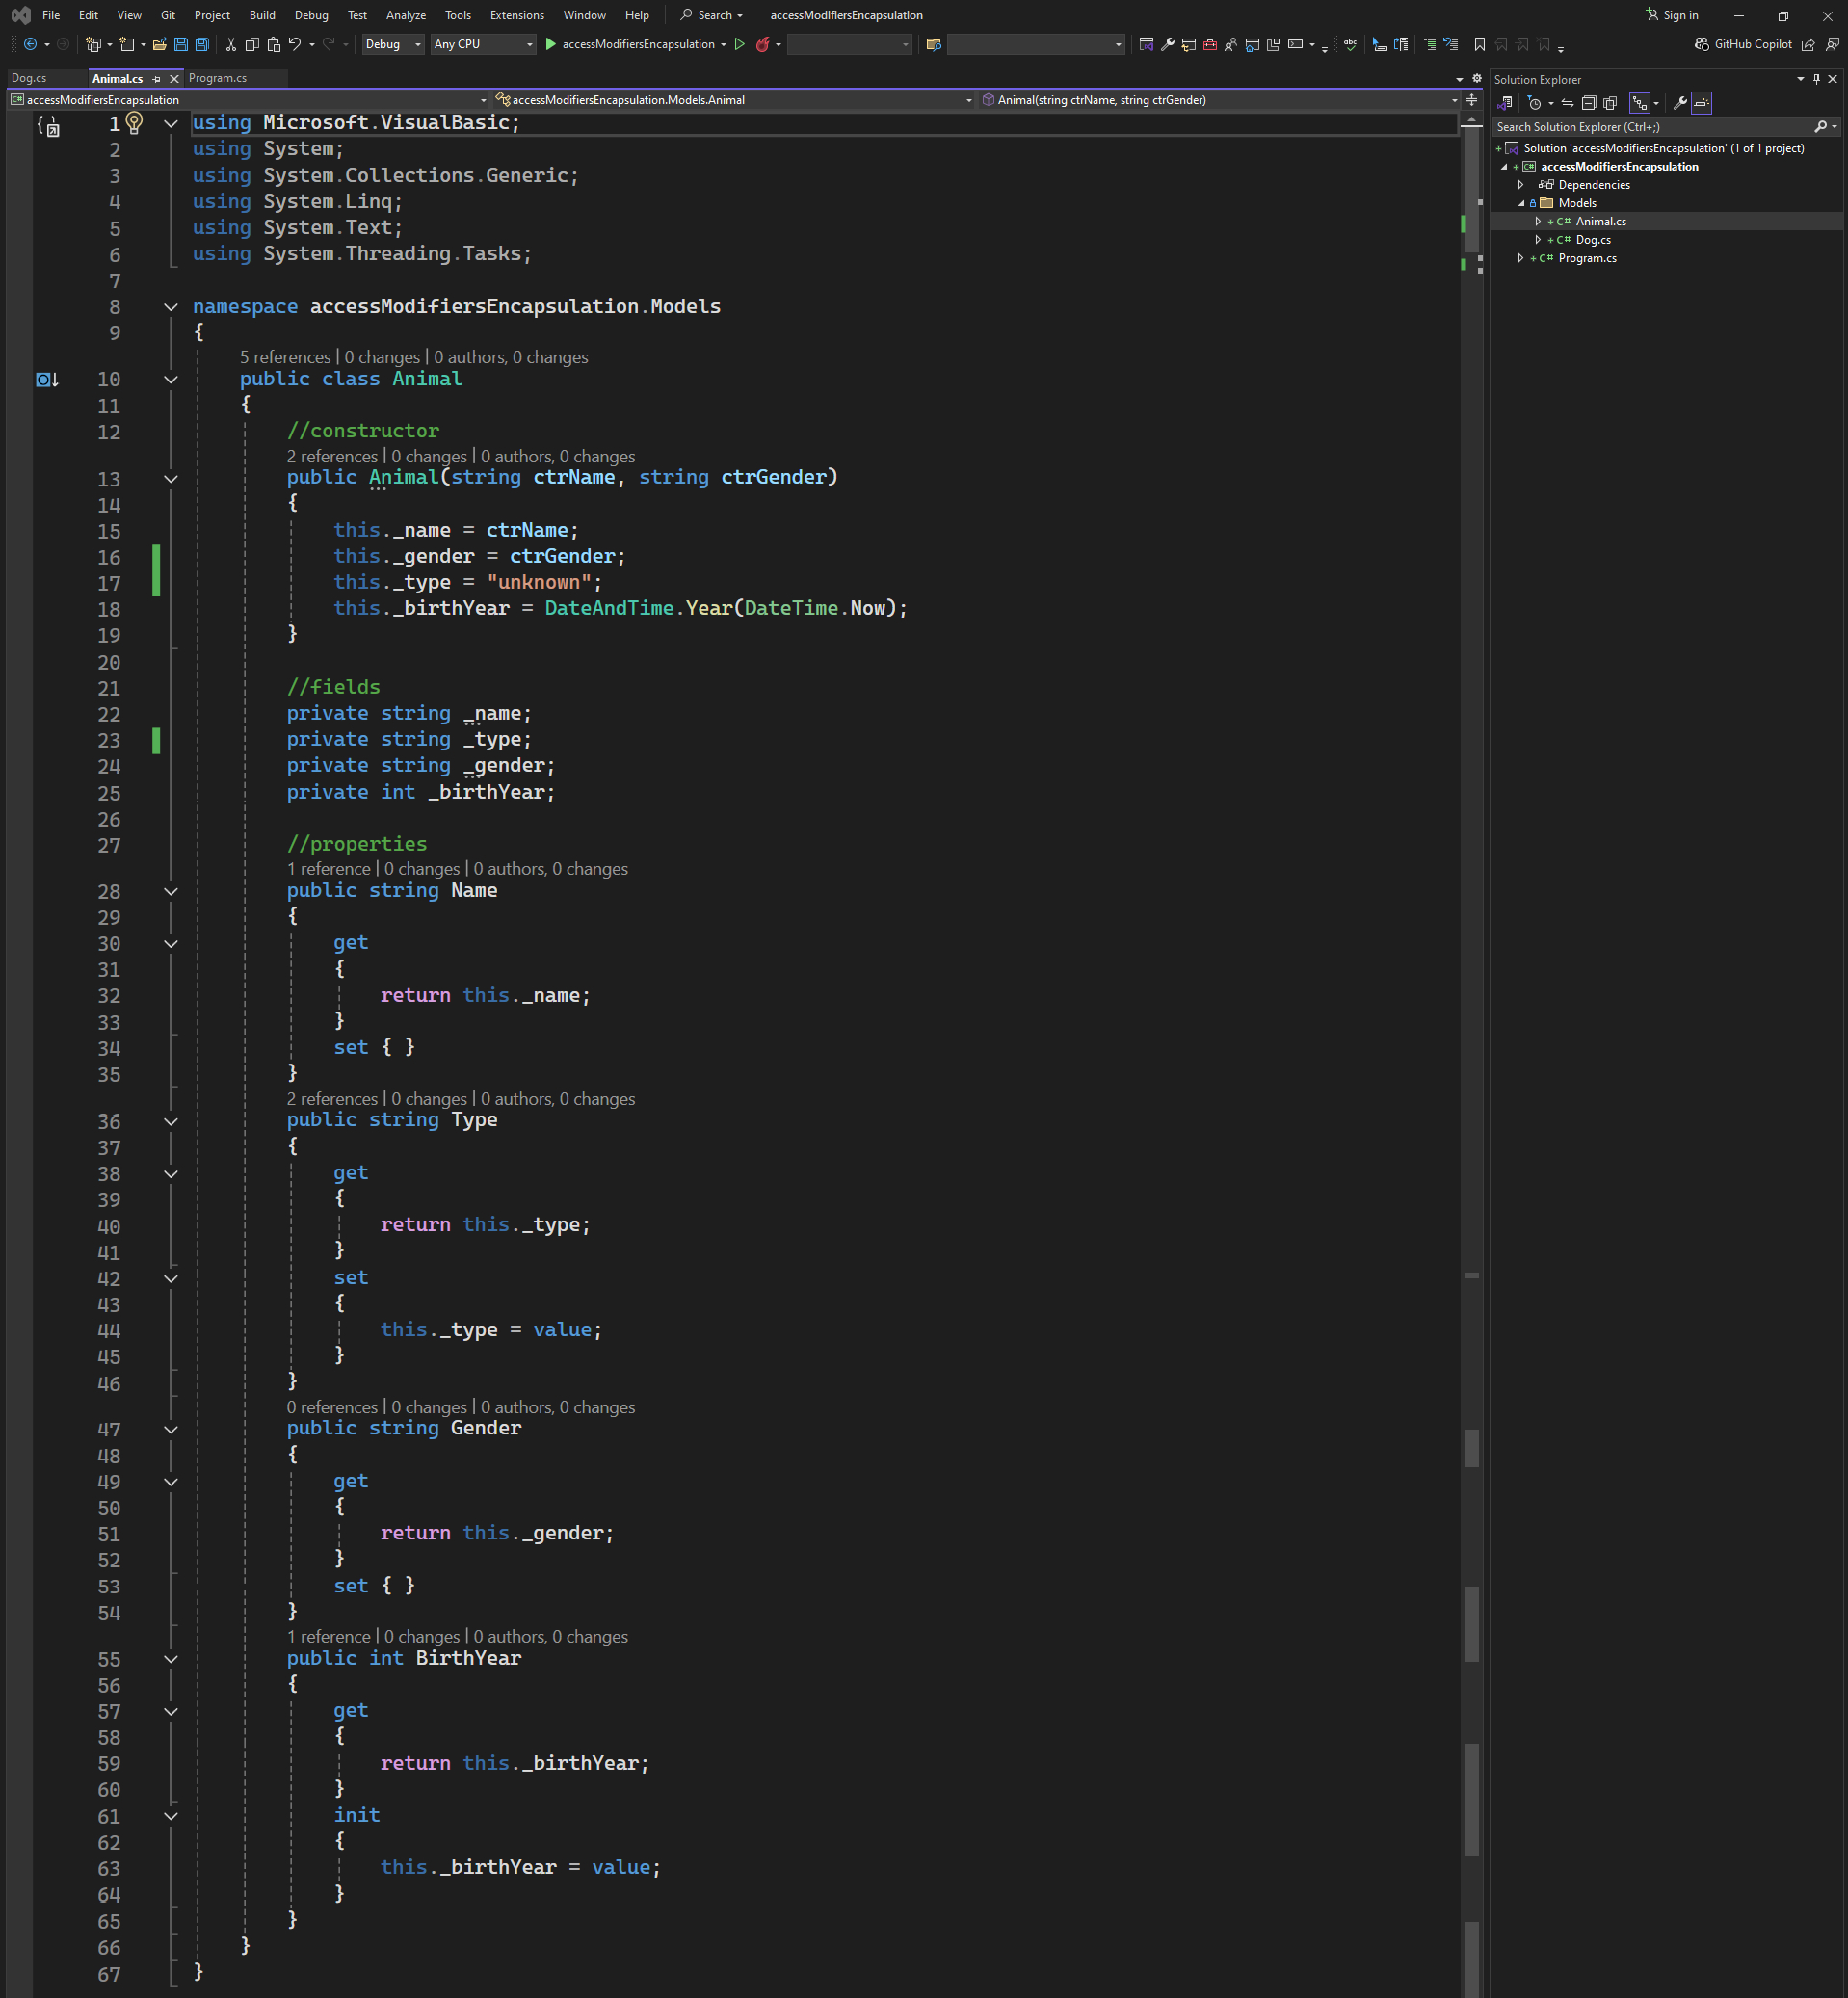 File Edit View Git Project Build Debug Test Analyze Tools Extensions Window Help Search accessModifiersEncapsulation Sign in
Debug Any CPU accessModifiersEncapsulation GitHub Copilot
Dog.cs Animal.cs Program.cs
accessModifiersEncapsulation accessModifiersEncapsulation.Models.Animal Animal(string ctrName, string ctrGender)
1 using Microsoft.VisualBasic;
2 using System;
3 using System.Collections.Generic;
4 using System.Linq;
5 using System.Text;
6 using System.Threading.Tasks;
7
8 namespace accessModifiersEncapsulation.Models
9 {
5 references | 0 changes | 0 authors, 0 changes
10 public class Animal
11 {
12 //constructor
2 references | 0 changes | 0 authors, 0 changes
13 public Animal(string ctrName, string ctrGender)
14 {
15 this._name = ctrName;
16 this._gender = ctrGender;
17 this._type = "unknown";
18 this._birthYear = DateAndTime.Year(DateTime.Now);
19 }
20
21 //fields
22 private string _name;
23 private string _type;
24 private string _gender;
25 private int _birthYear;
26
27 //properties
1 reference | 0 changes | 0 authors, 0 changes
28 public string Name
29 {
30 get
31 {
32 return this._name;
33 }
34 set { }
35 }
2 references | 0 changes | 0 authors, 0 changes
36 public string Type
37 {
38 get
39 {
40 return this._type;
41 }
42 set
43 {
44 this._type = value;
45 }
46 }
0 references | 0 changes | 0 authors, 0 changes
47 public string Gender
48 {
49 get
50 {
51 return this._gender;
52 }
53 set { }
54 }
1 reference | 0 changes | 0 authors, 0 changes
55 public int BirthYear
56 {
57 get
58 {
59 return this._birthYear;
60 }
61 init
62 {
63 this._birthYear = value;
64 }
65 }
66 }
67 }
Solution Explorer
Search Solution Explorer (Ctrl+;)
Solution 'accessModifiersEncapsulation' (1 of 1 project)
accessModifiersEncapsulation
Dependencies
Models
C# Animal.cs
C# Dog.cs
C# Program.cs